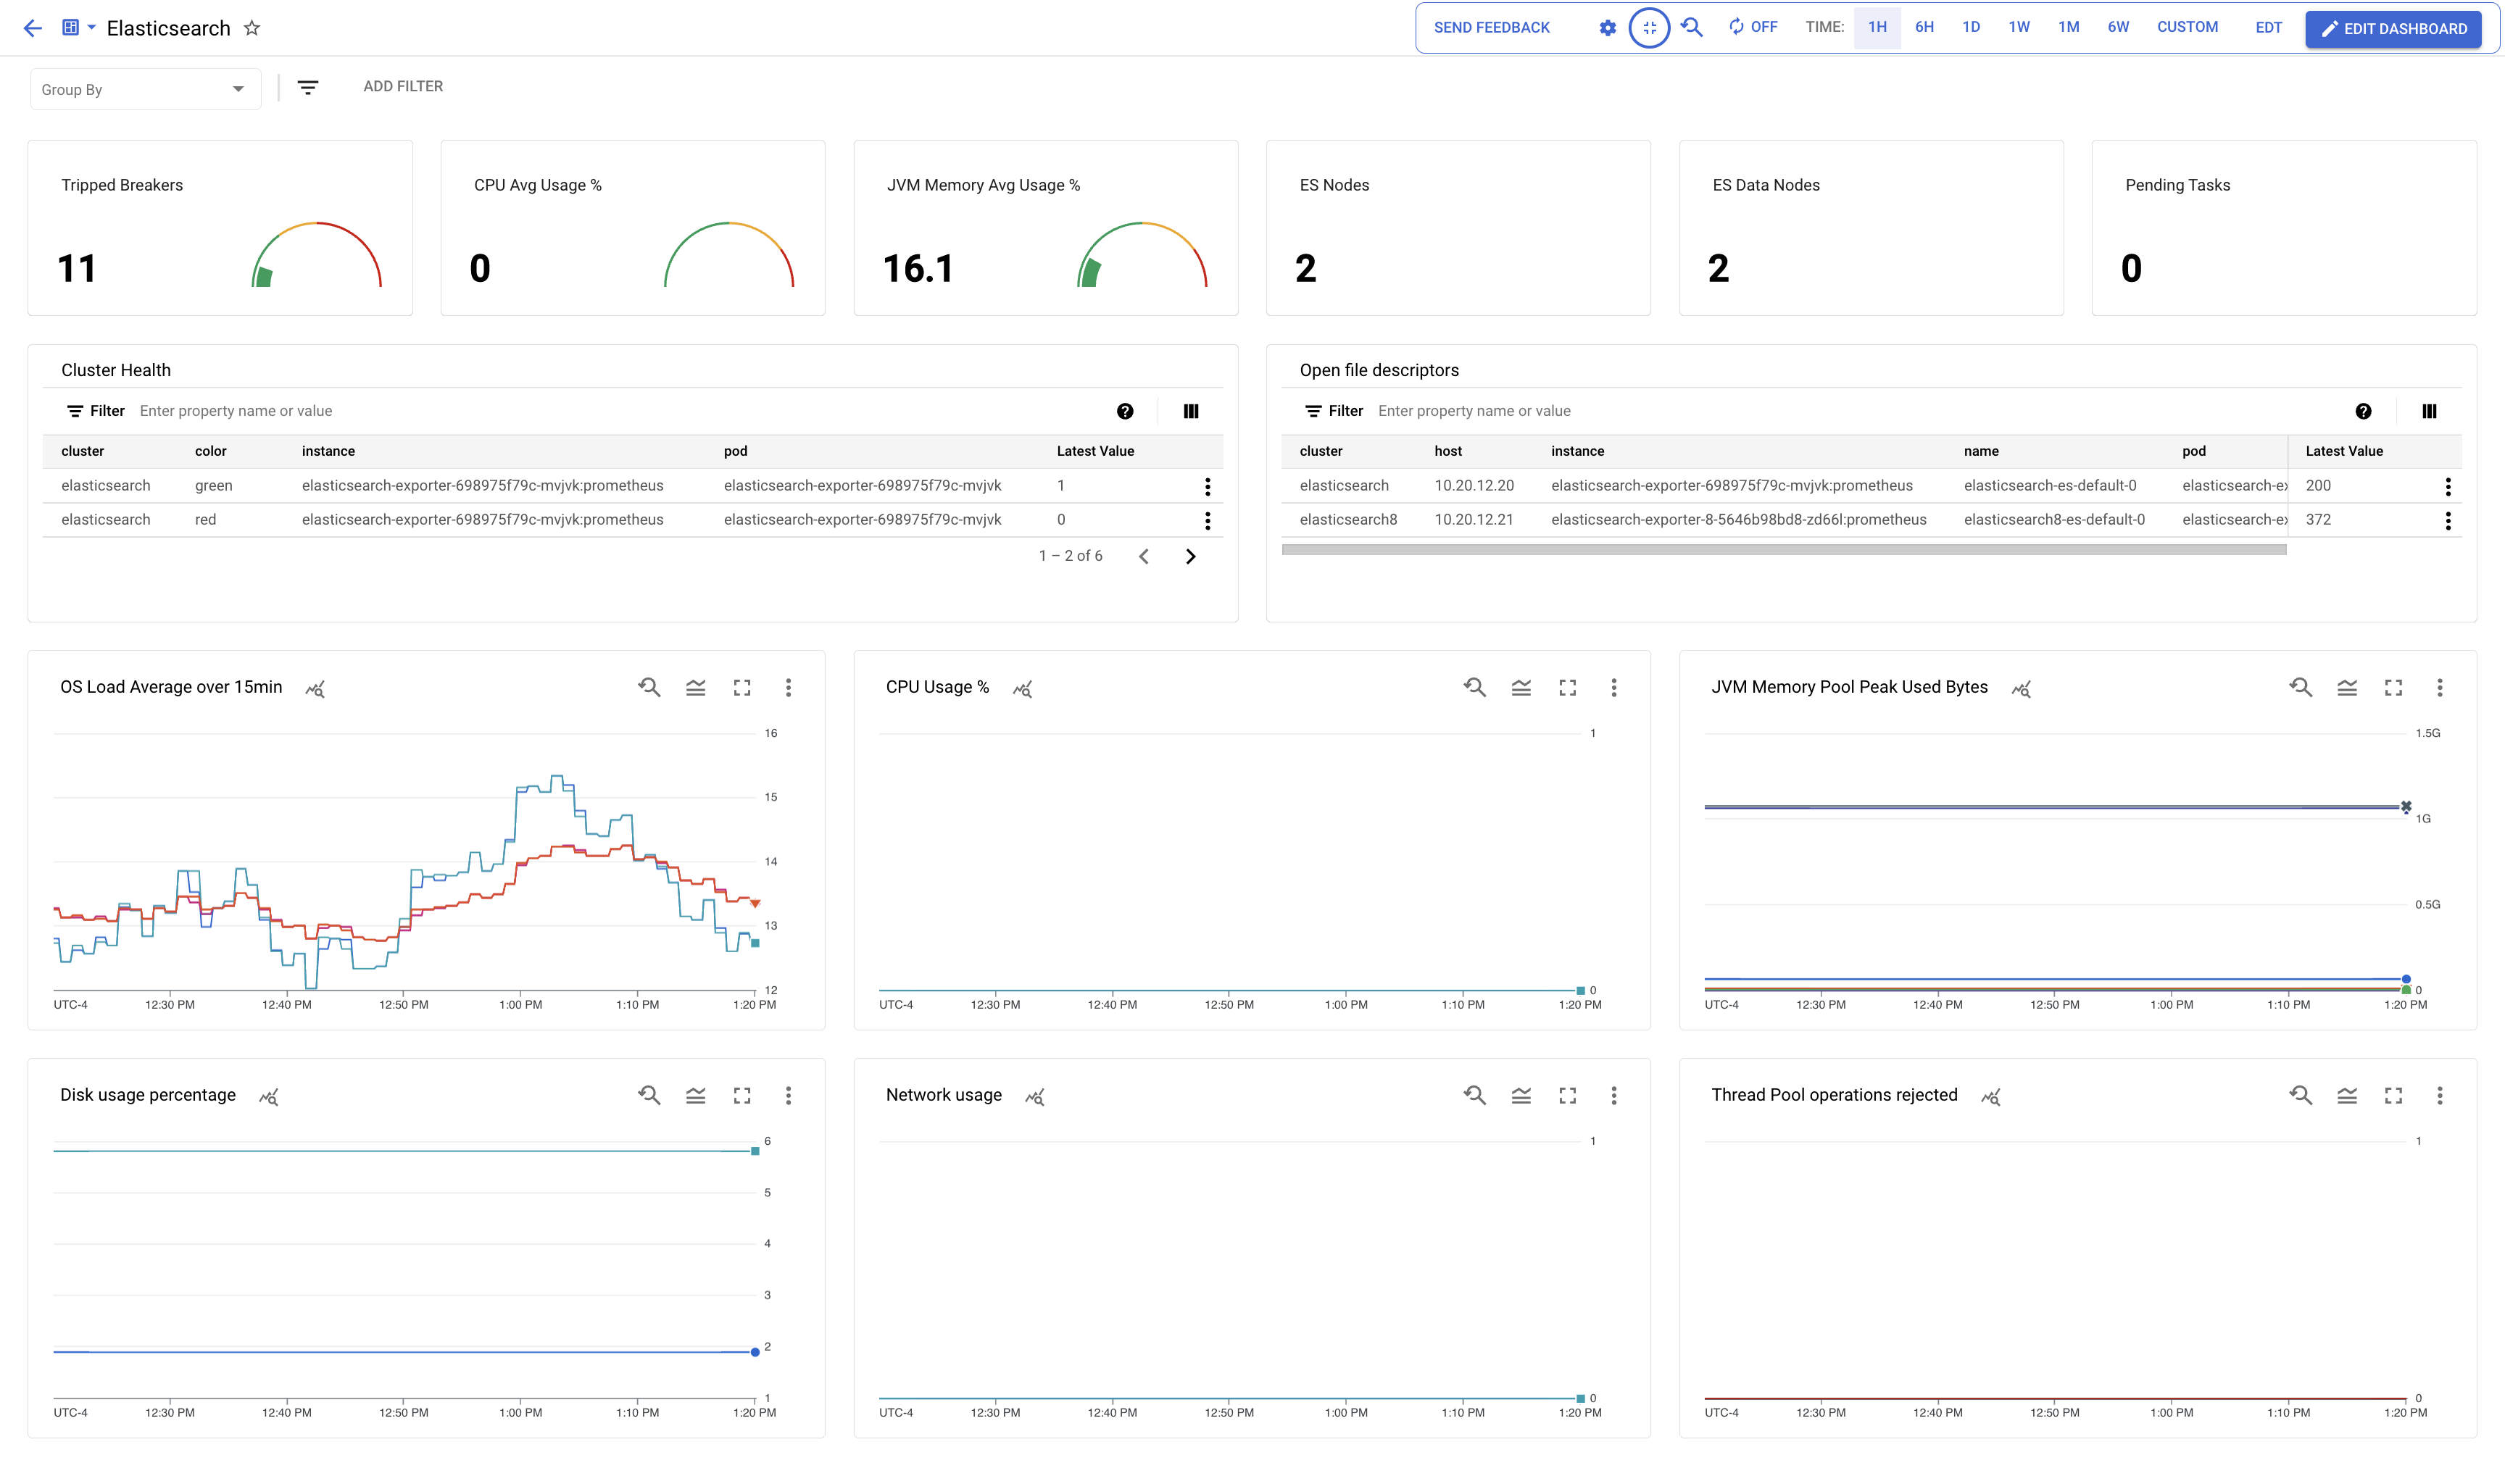 Elasticsearch
SEND FEEDBACK OFF TIME: 1H 6H 1D 1W 1M 6W CUSTOM EDT EDIT DASHBOARD
Group By ADD FILTER
Tripped Breakers
11
CPU Avg Usage %
0
JVM Memory Avg Usage %
16.1
ES Nodes
2
ES Data Nodes
2
Pending Tasks
0
Cluster Health
Filter Enter property name or value
cluster color instance pod Latest Value
elasticsearch green elasticsearch-exporter-698975f79c-mvjvk:prometheus elasticsearch-exporter-698975f79c-mvjvk 1
elasticsearch red elasticsearch-exporter-698975f79c-mvjvk:prometheus elasticsearch-exporter-698975f79c-mvjvk 0
1 – 2 of 6
Open file descriptors
Filter Enter property name or value
cluster host instance name pod Latest Value
elasticsearch 10.20.12.20 elasticsearch-exporter-698975f79c-mvjvk:prometheus elasticsearch-es-default-0 elasticsearch-ex 200
elasticsearch8 10.20.12.21 elasticsearch-exporter-8-5646b98bd8-zd66l:prometheus elasticsearch8-es-default-0 elasticsearch-ex 372
OS Load Average over 15min
16
15
14
13
12
UTC-4 12:30 PM 12:40 PM 12:50 PM 1:00 PM 1:10 PM 1:20 PM
CPU Usage %
1
0
UTC-4 12:30 PM 12:40 PM 12:50 PM 1:00 PM 1:10 PM 1:20 PM
JVM Memory Pool Peak Used Bytes
1.5G
1G
0.5G
0
UTC-4 12:30 PM 12:40 PM 12:50 PM 1:00 PM 1:10 PM 1:20 PM
Disk usage percentage
6
5
4
3
2
1
UTC-4 12:30 PM 12:40 PM 12:50 PM 1:00 PM 1:10 PM 1:20 PM
Network usage
1
0
UTC-4 12:30 PM 12:40 PM 12:50 PM 1:00 PM 1:10 PM 1:20 PM
Thread Pool operations rejected
1
0
UTC-4 12:30 PM 12:40 PM 12:50 PM 1:00 PM 1:10 PM 1:20 PM